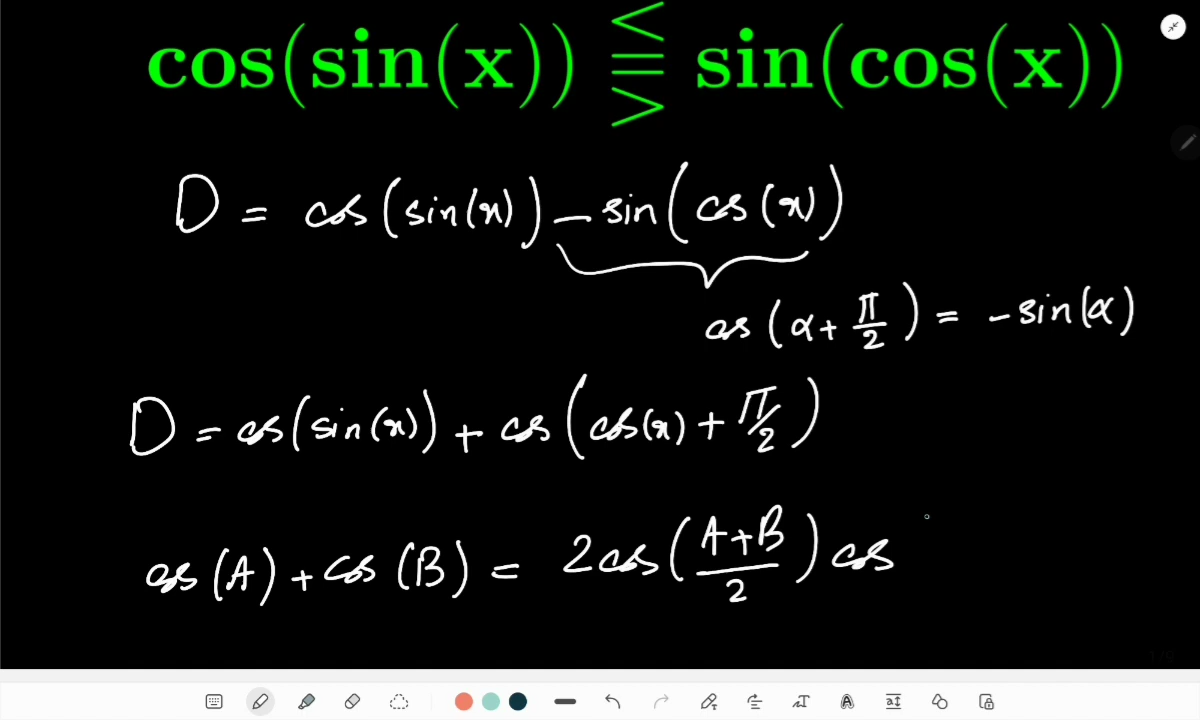 cos(sin(x)) ⋚ sin(cos(x))
D = cos(sin(x)) - sin(cos(x))
cos(α + π/2) = -sin(α)
D = cos(sin(x)) + cos(cos(x) + π/2)
cos(A) + cos(B) = 2cos((A+B)/2) cos